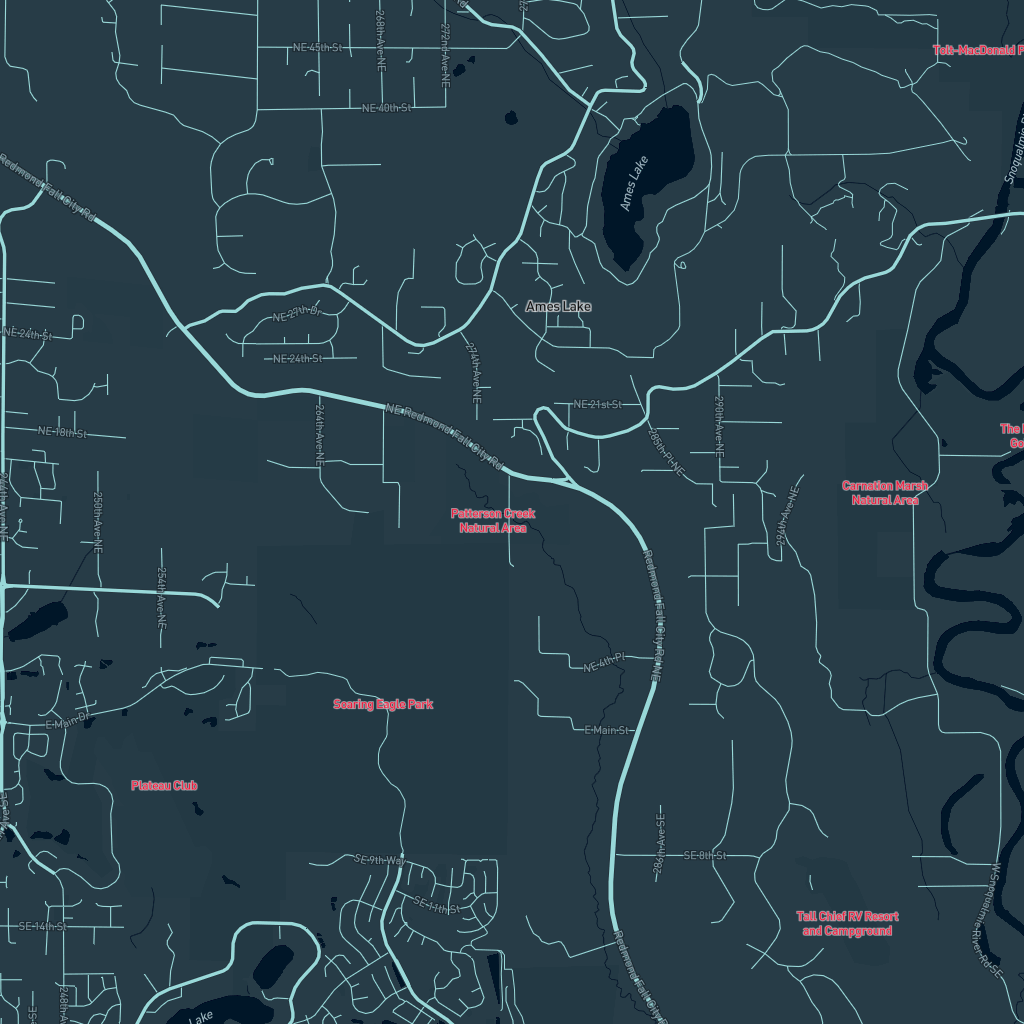 NE 45th St
268th Ave NE
272nd Ave NE
Tolt-MacDonald
NE 40th St
Redmond Fall City Rd
Ames Lake
Snoqualmie
Ames Lake
NE 27th Dr
NE 24th St
NE 24th St
274th Ave NE
NE 21st St
264th Ave NE
NE Redmond Fall City Rd
290th Ave NE
285th Pl NE
NE 18th St
The
244th Ave NE
250th Ave NE
Carnation Marsh
Natural Area
Patterson Creek
Natural Area
294th Ave NE
254th Ave NE
Redmond Fall City Rd NE
NE 4th Pl
Soaring Eagle Park
E Main Dr
E Main St
Plateau Club
286th Ave SE
SE 8th St
SE 9th Way
SE 11th St
W Snoqualmie River Rd SE
Tall Chief RV Resort
and Campground
SE 14th St
Redmond Fall City
248th
Lake